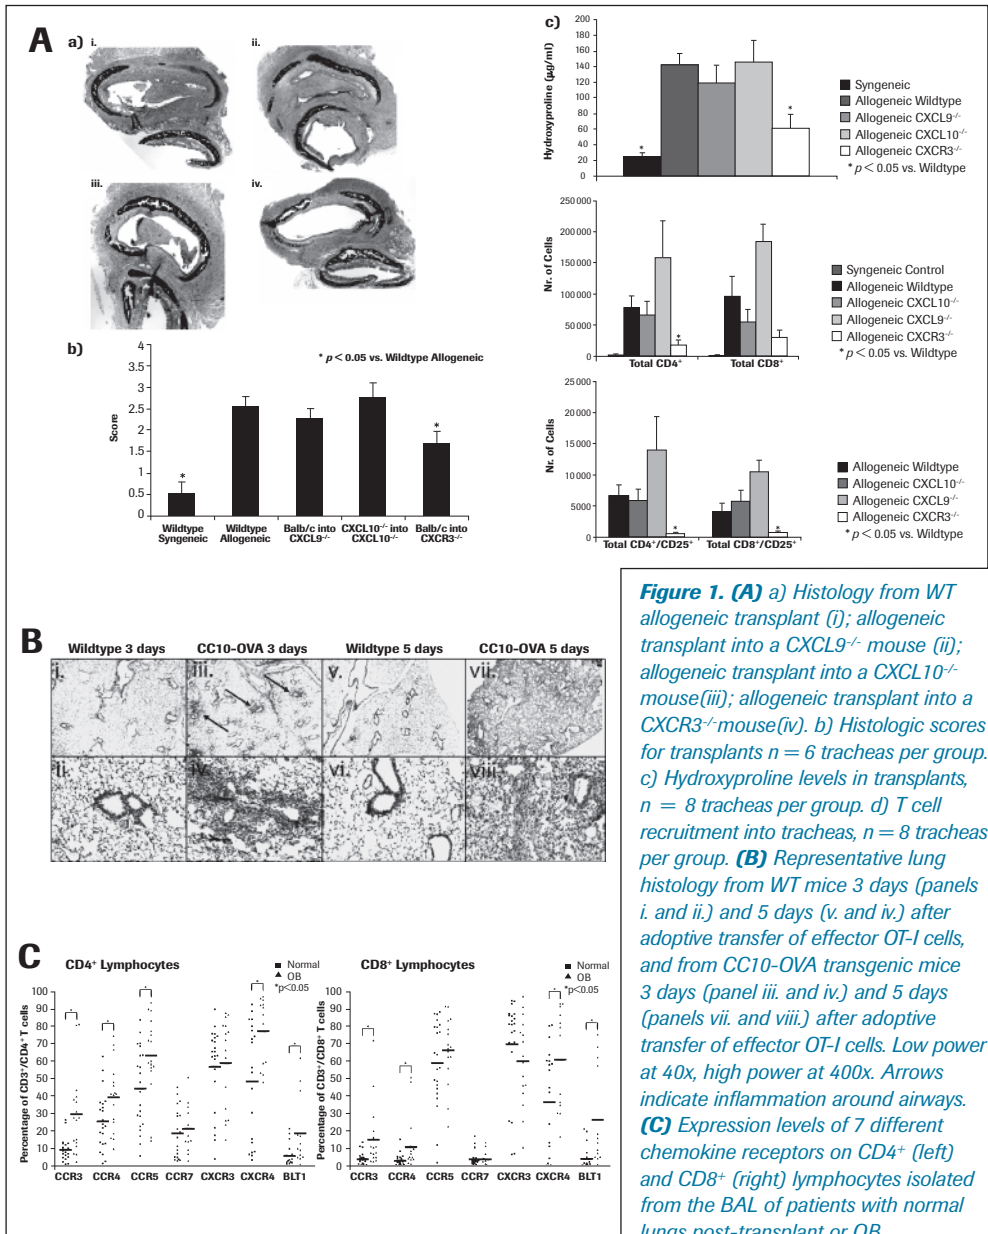 A
a)
i.
ii.
iii.
iv.
b)
* p < 0.05 vs. Wildtype Allogeneic
Score
4
3.5
3
2.5
2
1.5
1
0.5
0
*
*
Wildtype Syngeneic
Wildtype Allogeneic
Balb/c into CXCL9-/-
CXCL10-/- into CXCL10-/-
Balb/c into CXCR3-/-
c)
Hydroxyproline (µg/ml)
200
180
160
140
120
100
80
60
40
20
0
*
*
Syngeneic
Allogeneic Wildtype
Allogeneic CXCL9-/-
Allogeneic CXCL10-/-
Allogeneic CXCR3-/-
* p < 0.05 vs. Wildtype
Nr. of Cells
250000
200000
150000
100000
50000
0
*
Total CD4+
Total CD8+
Syngeneic Control
Allogeneic Wildtype
Allogeneic CXCL10-/-
Allogeneic CXCL9-/-
Allogeneic CXCR3-/-
* p < 0.05 vs. Wildtype
Nr. of Cells
25000
20000
15000
10000
5000
0
*
*
Total CD4+/CD25+
Total CD8+/CD25+
Allogeneic Wildtype
Allogeneic CXCL10-/-
Allogeneic CXCL9-/-
Allogeneic CXCR3-/-
* p < 0.05 vs. Wildtype
B
Wildtype 3 days
CC10-OVA 3 days
Wildtype 5 days
CC10-OVA 5 days
i.
iii.
v.
vii.
ii.
iv.
vi.
viii.
C
CD4+ Lymphocytes
Normal
OB
*p<0.05
Percentage of CD3+/CD4+ T cells
100
90
80
70
60
50
40
30
20
10
0
CCR3
CCR4
CCR5
CCR7
CXCR3
CXCR4
BLT1
CD8+ Lymphocytes
Normal
OB
*p<0.05
Percentage of CD3+/CD8+ T cells
100
90
80
70
60
50
40
30
20
10
0
CCR3
CCR4
CCR5
CCR7
CXCR3
CXCR4
BLT1
Figure 1. (A) a) Histology from WT
allogeneic transplant (i); allogeneic
transplant into a CXCL9-/- mouse (ii);
allogeneic transplant into a CXCL10-/-
mouse(iii); allogeneic transplant into a
CXCR3-/-mouse(iv). b) Histologic scores
for transplants n = 6 tracheas per group.
c) Hydroxyproline levels in transplants,
n = 8 tracheas per group. d) T cell
recruitment into tracheas, n = 8 tracheas
per group. (B) Representative lung
histology from WT mice 3 days (panels
i. and ii.) and 5 days (v. and iv.) after
adoptive transfer of effector OT-I cells,
and from CC10-OVA transgenic mice
3 days (panel iii. and iv.) and 5 days
(panels vii. and viii.) after adoptive
transfer of effector OT-I cells. Low power
at 40x, high power at 400x. Arrows
indicate inflammation around airways.
(C) Expression levels of 7 different
chemokine receptors on CD4+ (left)
and CD8+ (right) lymphocytes isolated
from the BAL of patients with normal
lungs post-transplant or OB